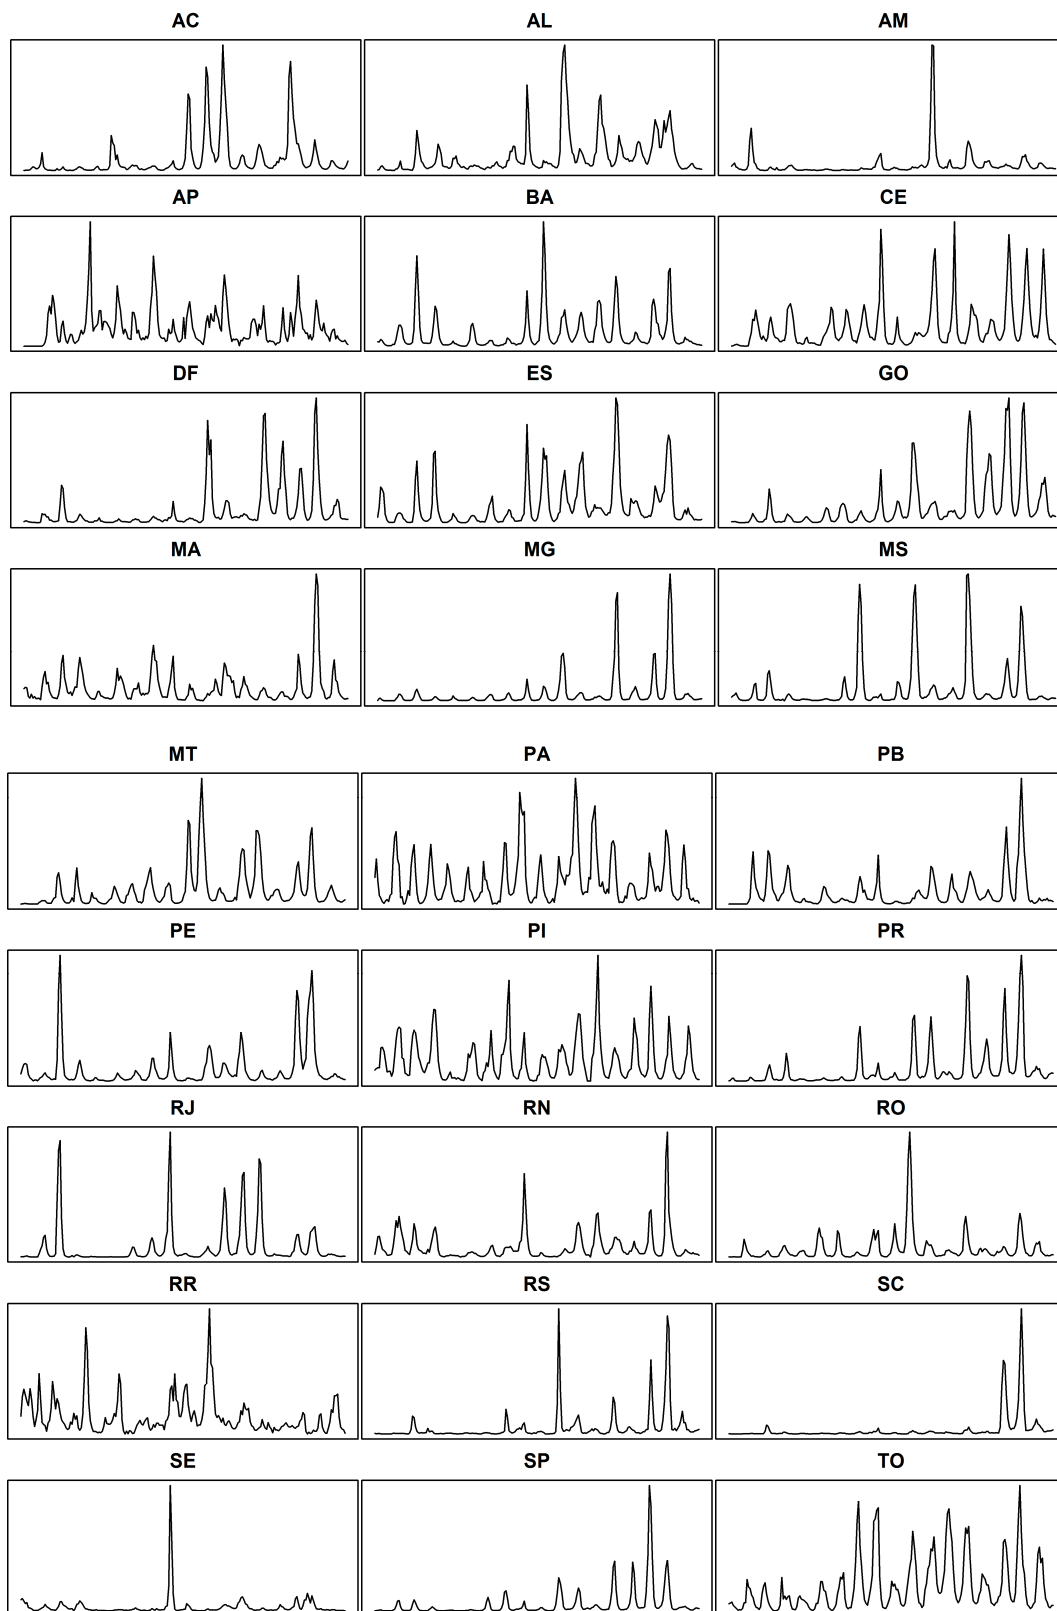 AC AL AM
AP BA CE
DF ES GO
MA MG MS
MT PA PB
PE PI PR
RJ RN RO
RR RS SC
SE SP TO